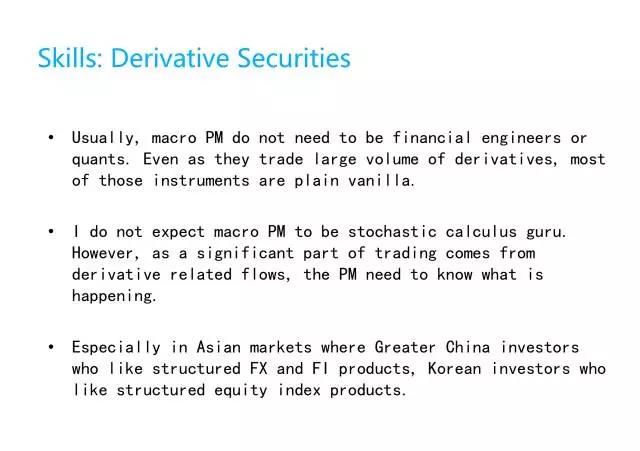 Skills: Derivative Securities
• Usually, macro PM do not need to be financial engineers or
quants. Even as they trade large volume of derivatives, most
of those instruments are plain vanilla.
• I do not expect macro PM to be stochastic calculus guru.
However, as a significant part of trading comes from
derivative related flows, the PM need to know what is
happening.
• Especially in Asian markets where Greater China investors
who like structured FX and FI products, Korean investors who
like structured equity index products.